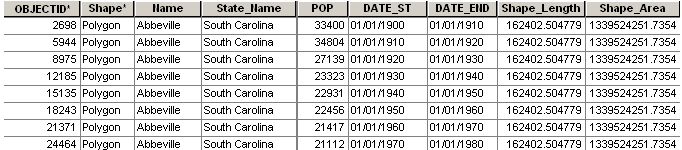 OBJECTID* Shape* Name State_Name POP DATE_ST DATE_END Shape_Length Shape_Area
2698 Polygon Abbeville South Carolina 33400 01/01/1900 01/01/1910 162402.504779 1339524251.7354
5944 Polygon Abbeville South Carolina 34804 01/01/1910 01/01/1920 162402.504779 1339524251.7354
8975 Polygon Abbeville South Carolina 27139 01/01/1920 01/01/1930 162402.504779 1339524251.7354
12185 Polygon Abbeville South Carolina 23323 01/01/1930 01/01/1940 162402.504779 1339524251.7354
15135 Polygon Abbeville South Carolina 22931 01/01/1940 01/01/1950 162402.504779 1339524251.7354
18243 Polygon Abbeville South Carolina 22456 01/01/1950 01/01/1960 162402.504779 1339524251.7354
21371 Polygon Abbeville South Carolina 21417 01/01/1960 01/01/1970 162402.504779 1339524251.7354
24464 Polygon Abbeville South Carolina 21112 01/01/1970 01/01/1980 162402.504779 1339524251.7354